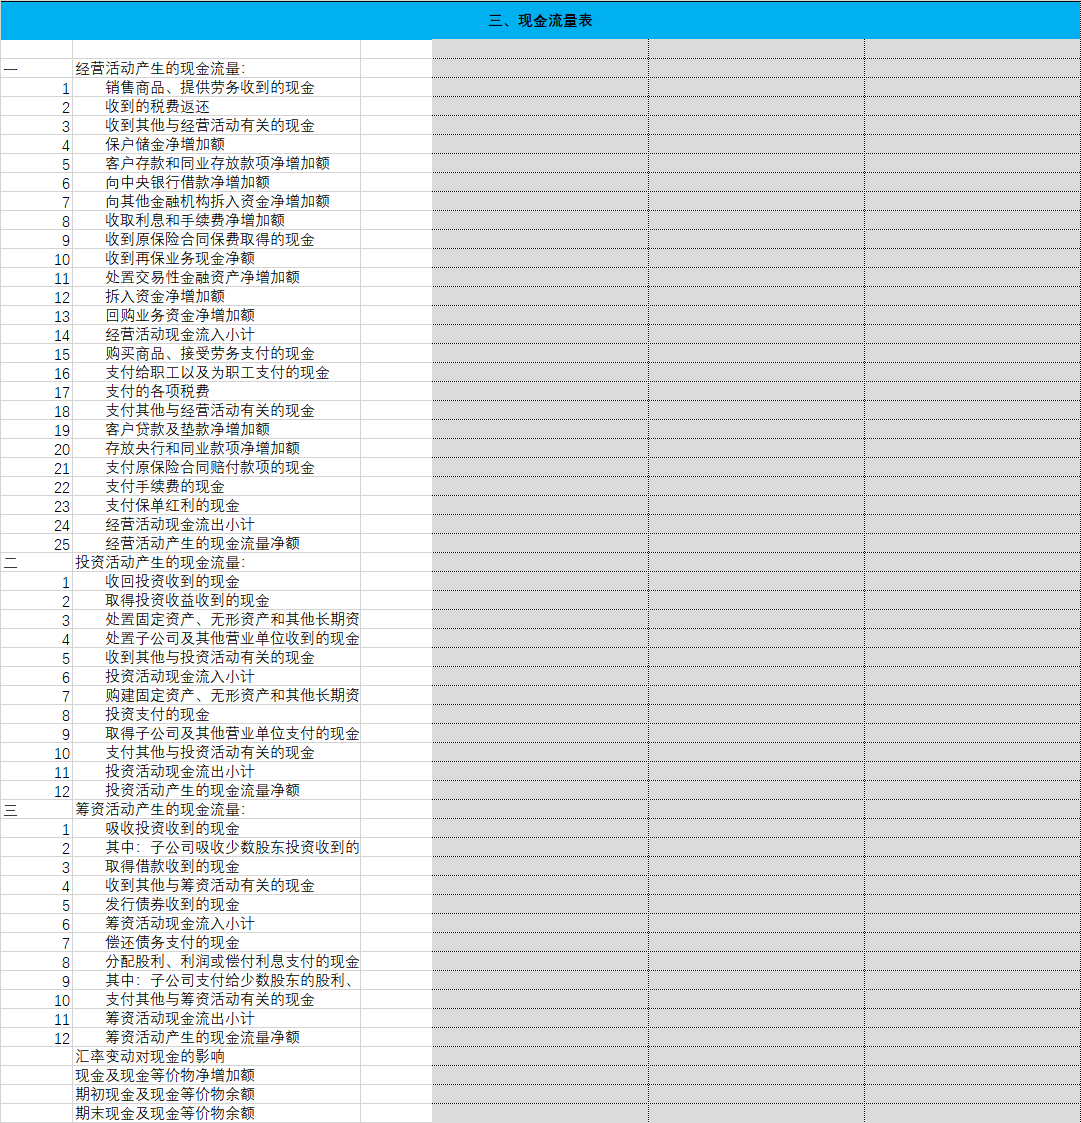 三、现金流量表
一 经营活动产生的现金流量：
1 销售商品、提供劳务收到的现金
2 收到的税费返还
3 收到其他与经营活动有关的现金
4 保户储金净增加额
5 客户存款和同业存放款项净增加额
6 向中央银行借款净增加额
7 向其他金融机构拆入资金净增加额
8 收取利息和手续费净增加额
9 收到原保险合同保费取得的现金
10 收到再保业务现金净额
11 处置交易性金融资产净增加额
12 拆入资金净增加额
13 回购业务资金净增加额
14 经营活动现金流入小计
15 购买商品、接受劳务支付的现金
16 支付给职工以及为职工支付的现金
17 支付的各项税费
18 支付其他与经营活动有关的现金
19 客户贷款及垫款净增加额
20 存放央行和同业款项净增加额
21 支付原保险合同赔付款项的现金
22 支付手续费的现金
23 支付保单红利的现金
24 经营活动现金流出小计
25 经营活动产生的现金流量净额
二 投资活动产生的现金流量：
1 收回投资收到的现金
2 取得投资收益收到的现金
3 处置固定资产、无形资产和其他长期资
4 处置子公司及其他营业单位收到的现金
5 收到其他与投资活动有关的现金
6 投资活动现金流入小计
7 购建固定资产、无形资产和其他长期资
8 投资支付的现金
9 取得子公司及其他营业单位支付的现金
10 支付其他与投资活动有关的现金
11 投资活动现金流出小计
12 投资活动产生的现金流量净额
三 筹资活动产生的现金流量：
1 吸收投资收到的现金
2 其中：子公司吸收少数股东投资收到的
3 取得借款收到的现金
4 收到其他与筹资活动有关的现金
5 发行债券收到的现金
6 筹资活动现金流入小计
7 偿还债务支付的现金
8 分配股利、利润或偿付利息支付的现金
9 其中：子公司支付给少数股东的股利、
10 支付其他与筹资活动有关的现金
11 筹资活动现金流出小计
12 筹资活动产生的现金流量净额
汇率变动对现金的影响
现金及现金等价物净增加额
期初现金及现金等价物余额
期末现金及现金等价物余额